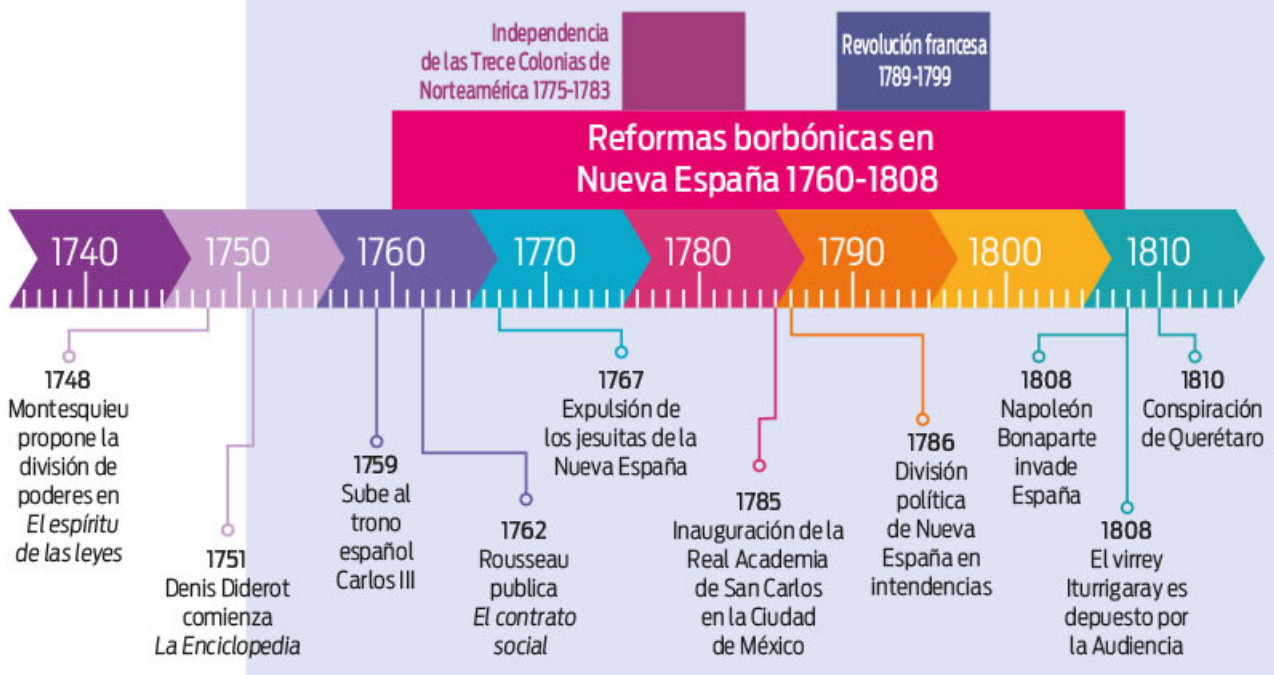 Independencia
de las Trece Colonias de
Norteamérica 1775-1783
Revolución francesa
1789-1799
Reformas borbónicas en
Nueva España 1760-1808
1740
1750
1760
1770
1780
1790
1800
1810
1748
Montesquieu
propone la
división de
poderes en
El espíritu
de las leyes
1751
Denis Diderot
comienza
La Enciclopedia
1759
Sube al
trono
español
Carlos III
1762
Rousseau
publica
El contrato
social
1767
Expulsión de
los jesuitas de la
Nueva España
1785
Inauguración de la
Real Academia
de San Carlos
en la Ciudad
de México
1786
División
política
de Nueva
España en
intendencias
1808
Napoleón
Bonaparte
invade
España
1808
El virrey
Iturrigaray es
depuesto por
la Audiencia
1810
Conspiración
de Querétaro